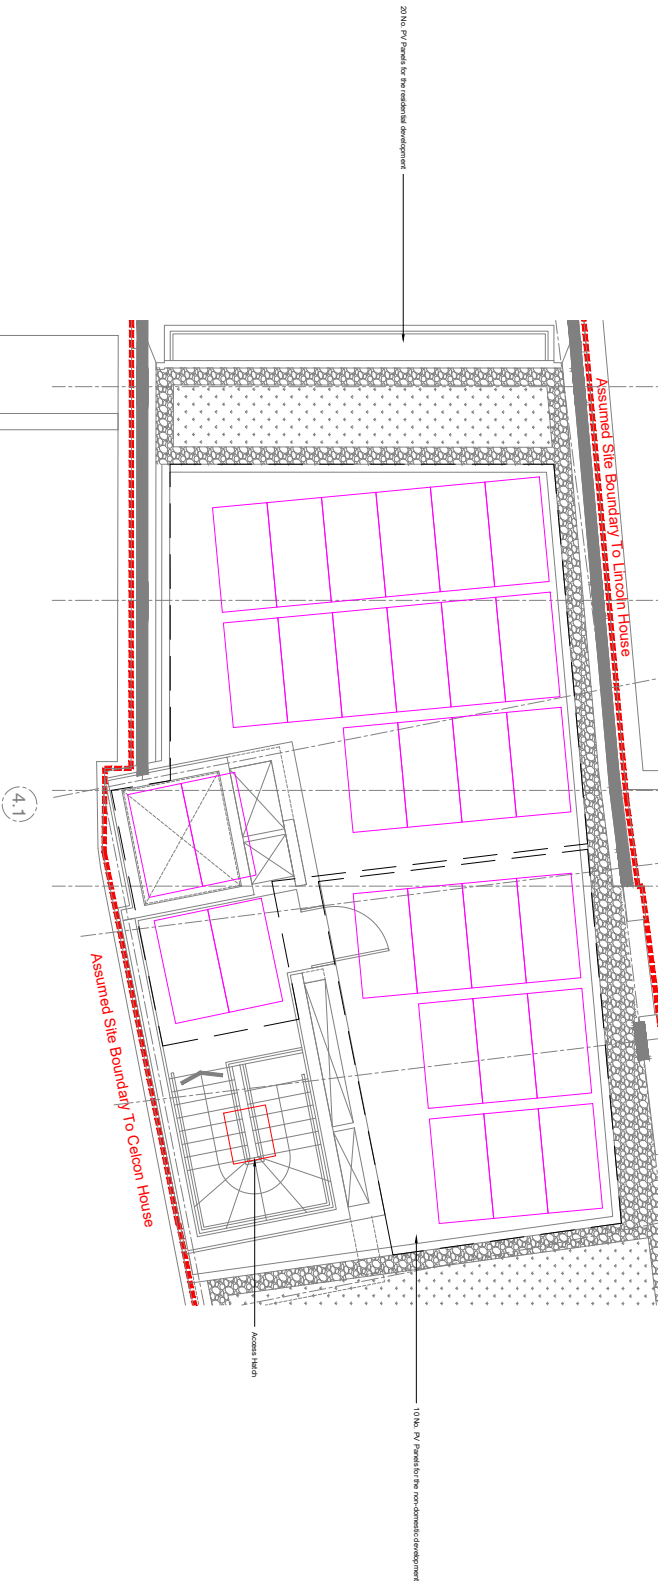 20 No. PV Panels for the residential development
Assumed Site Boundary To Lincoln House
4.1
Assumed Site Boundary To Celcon House
Access Hatch
10 No. PV Panels for the non-domestic development